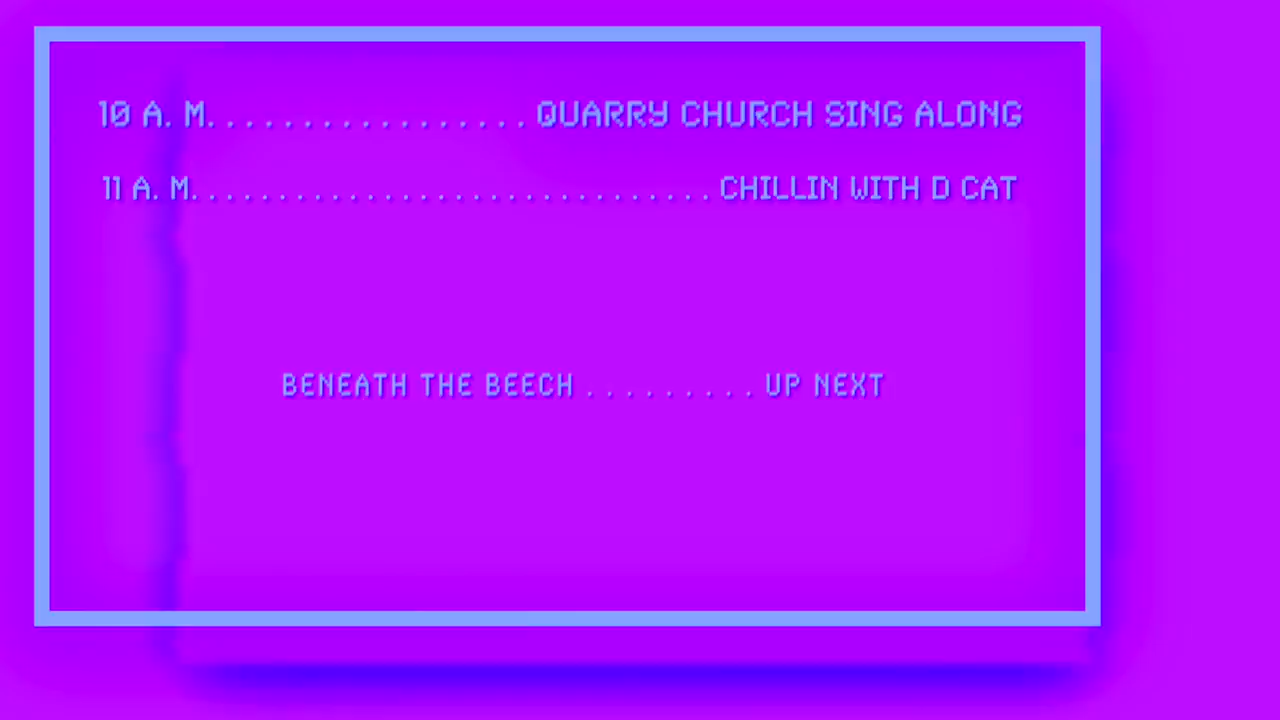 10 A. M. . . . . . . . . . . . . . . . . . QUARRY CHURCH SING ALONG
11 A. M. . . . . . . . . . . . . . . . . . . . . . . . . . . . . . CHILLIN WITH D CAT
BENEATH THE BEECH . . . . . . . . . UP NEXT